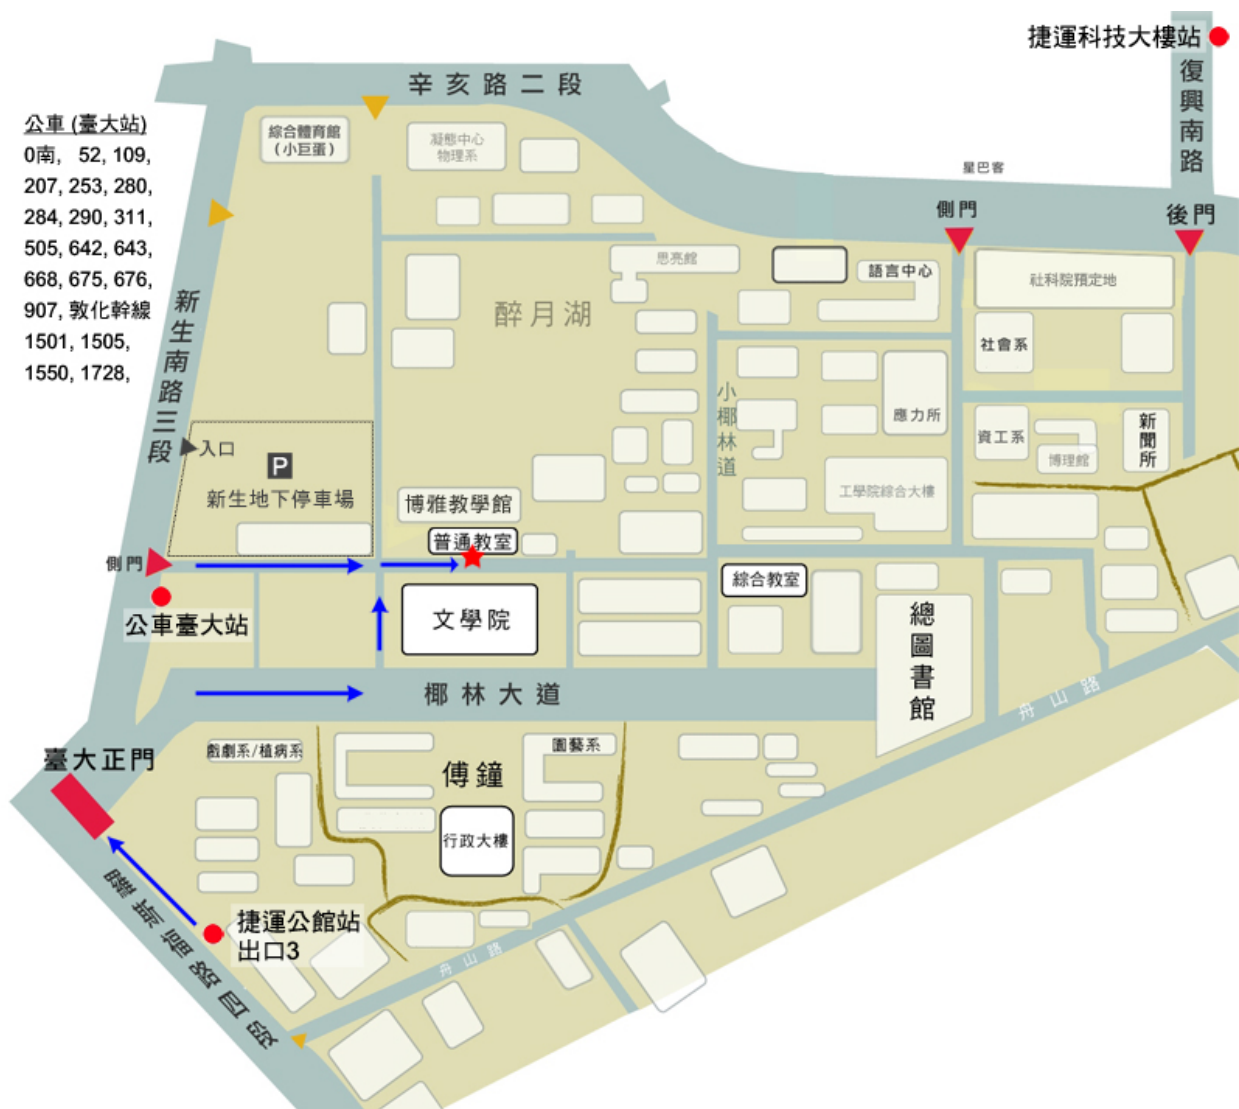 捷運科技大樓站
復興南路
辛亥路二段
公車 (臺大站)
0南, 52, 109,
207, 253, 280,
284, 290, 311,
505, 642, 643,
668, 675, 676,
907, 敦化幹線
1501, 1505,
1550, 1728,
綜合體育館
(小巨蛋)
凝態中心
物理系
星巴客
側門
後門
思亮館
語言中心
社科院預定地
醉月湖
新生南路三段
社會系
小椰林道
應力所
資工系
博理館
新聞所
入口
P
新生地下停車場
博雅教學館
工學院綜合大樓
普通教室
側門
綜合教室
公車臺大站
文學院
總圖書館
椰林大道
舟山路
臺大正門
戲劇系/植病系
園藝系
傅鐘
行政大樓
羅斯福路四段
捷運公館站
出口3
舟山路